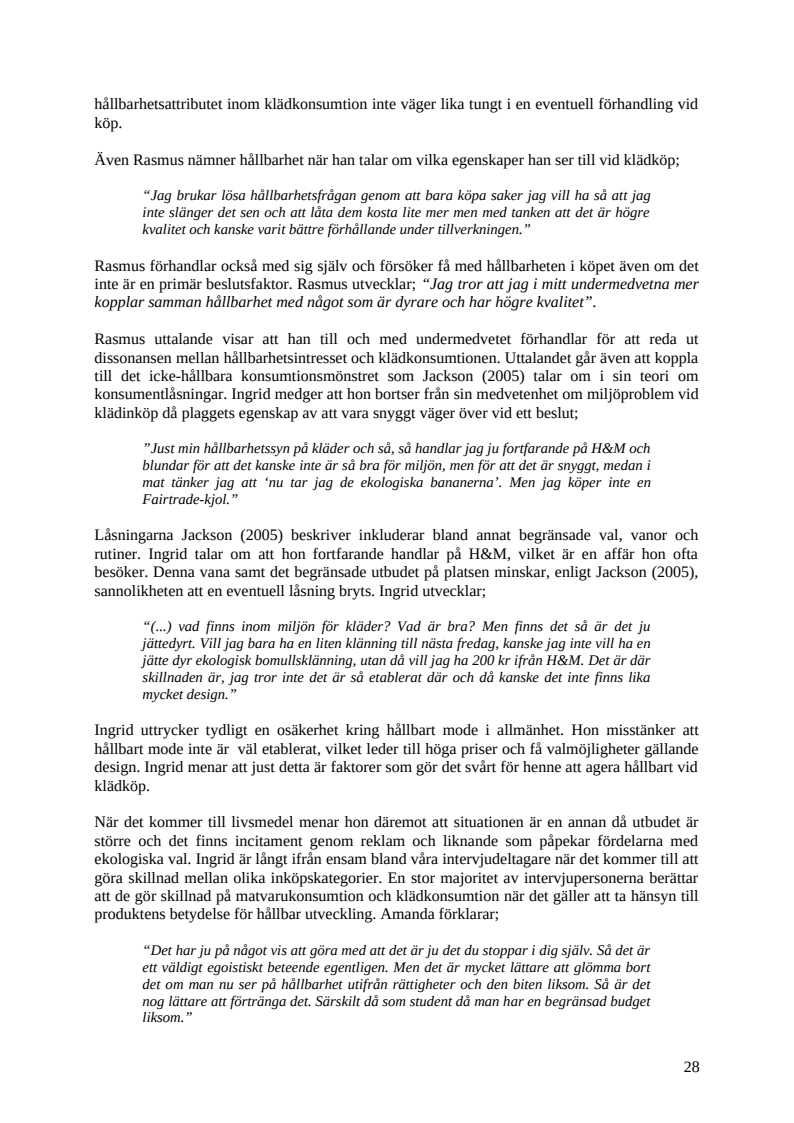 hållbarhetsattributet inom klädkonsumtion inte väger lika tungt i en eventuell förhandling vid
köp.
Även Rasmus nämner hållbarhet när han talar om vilka egenskaper han ser till vid klädköp;
“Jag brukar lösa hållbarhetsfrågan genom att bara köpa saker jag vill ha så att jag
inte slänger det sen och att låta dem kosta lite mer men med tanken att det är högre
kvalitet och kanske varit bättre förhållande under tillverkningen.”
Rasmus förhandlar också med sig själv och försöker få med hållbarheten i köpet även om det
inte är en primär beslutsfaktor. Rasmus utvecklar; “Jag tror att jag i mitt undermedvetna mer
kopplar samman hållbarhet med något som är dyrare och har högre kvalitet”.
Rasmus uttalande visar att han till och med undermedvetet förhandlar för att reda ut
dissonansen mellan hållbarhetsintresset och klädkonsumtionen. Uttalandet går även att koppla
till det icke-hållbara konsumtionsmönstret som Jackson (2005) talar om i sin teori om
konsumentlåsningar. Ingrid medger att hon bortser från sin medvetenhet om miljöproblem vid
klädinköp då plaggets egenskap av att vara snyggt väger över vid ett beslut;
”Just min hållbarhetssyn på kläder och så, så handlar jag ju fortfarande på H&M och
blundar för att det kanske inte är så bra för miljön, men för att det är snyggt, medan i
mat tänker jag att ‘nu tar jag de ekologiska bananerna’. Men jag köper inte en
Fairtrade-kjol.”
Låsningarna Jackson (2005) beskriver inkluderar bland annat begränsade val, vanor och
rutiner. Ingrid talar om att hon fortfarande handlar på H&M, vilket är en affär hon ofta
besöker. Denna vana samt det begränsade utbudet på platsen minskar, enligt Jackson (2005),
sannolikheten att en eventuell låsning bryts. Ingrid utvecklar;
“(...) vad finns inom miljön för kläder? Vad är bra? Men finns det så är det ju
jättedyrt. Vill jag bara ha en liten klänning till nästa fredag, kanske jag inte vill ha en
jätte dyr ekologisk bomullsklänning, utan då vill jag ha 200 kr ifrån H&M. Det är där
skillnaden är, jag tror inte det är så etablerat där och då kanske det inte finns lika
mycket design.”
Ingrid uttrycker tydligt en osäkerhet kring hållbart mode i allmänhet. Hon misstänker att
hållbart mode inte är  väl etablerat, vilket leder till höga priser och få valmöjligheter gällande
design. Ingrid menar att just detta är faktorer som gör det svårt för henne att agera hållbart vid
klädköp.
När det kommer till livsmedel menar hon däremot att situationen är en annan då utbudet är
större och det finns incitament genom reklam och liknande som påpekar fördelarna med
ekologiska val. Ingrid är långt ifrån ensam bland våra intervjudeltagare när det kommer till att
göra skillnad mellan olika inköpskategorier. En stor majoritet av intervjupersonerna berättar
att de gör skillnad på matvarukonsumtion och klädkonsumtion när det gäller att ta hänsyn till
produktens betydelse för hållbar utveckling. Amanda förklarar;
“Det har ju på något vis att göra med att det är ju det du stoppar i dig själv. Så det är
ett väldigt egoistiskt beteende egentligen. Men det är mycket lättare att glömma bort
det om man nu ser på hållbarhet utifrån rättigheter och den biten liksom. Så är det
nog lättare att förtränga det. Särskilt då som student då man har en begränsad budget
liksom.”
28